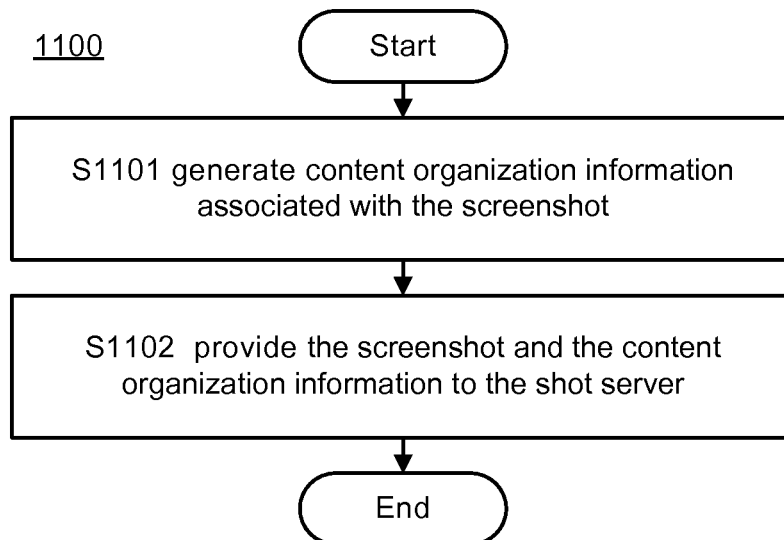 1100
Start
S1101 generate content organization information
associated with the screenshot
S1102 provide the screenshot and the content
organization information to the shot server
End